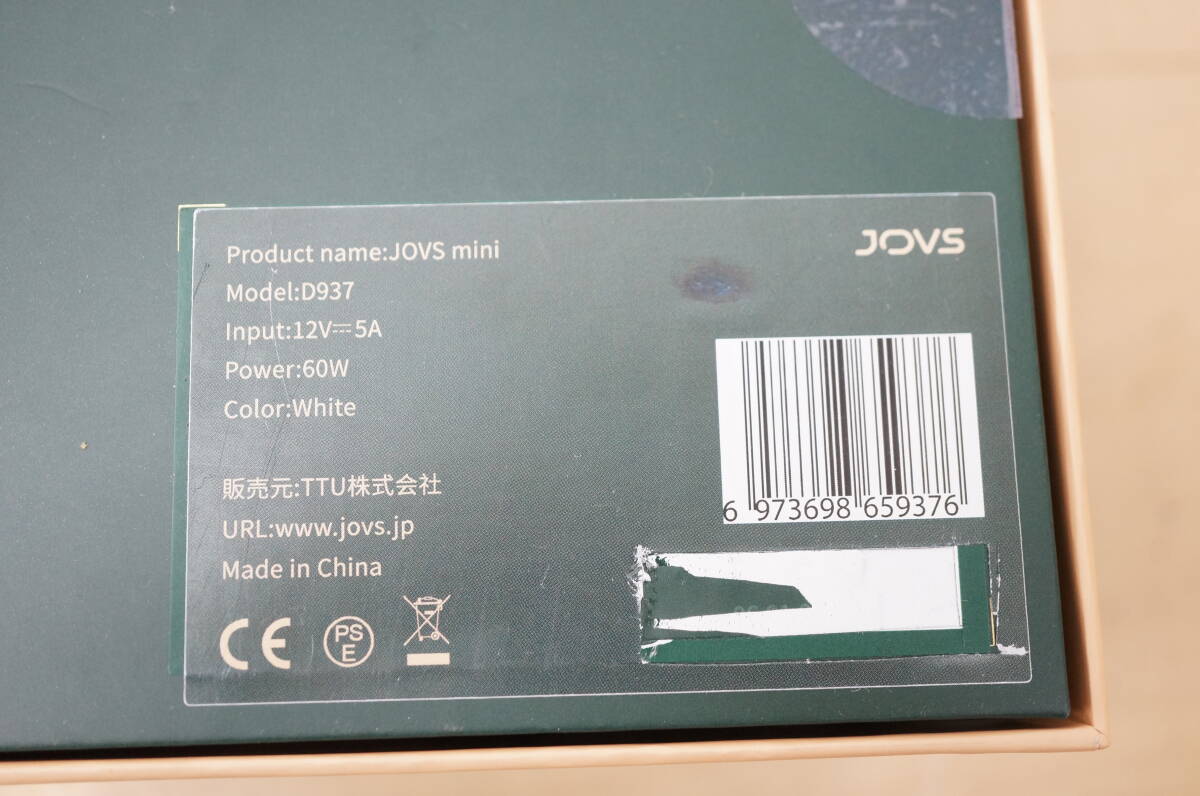 JOVS
Product name:JOVS mini
Model:D937
Input:12V⎓5A
Power:60W
Color:White
販売元:TTU株式会社
URL:www.jovs.jp
Made in China
CE
PS
E
6 973698 659376